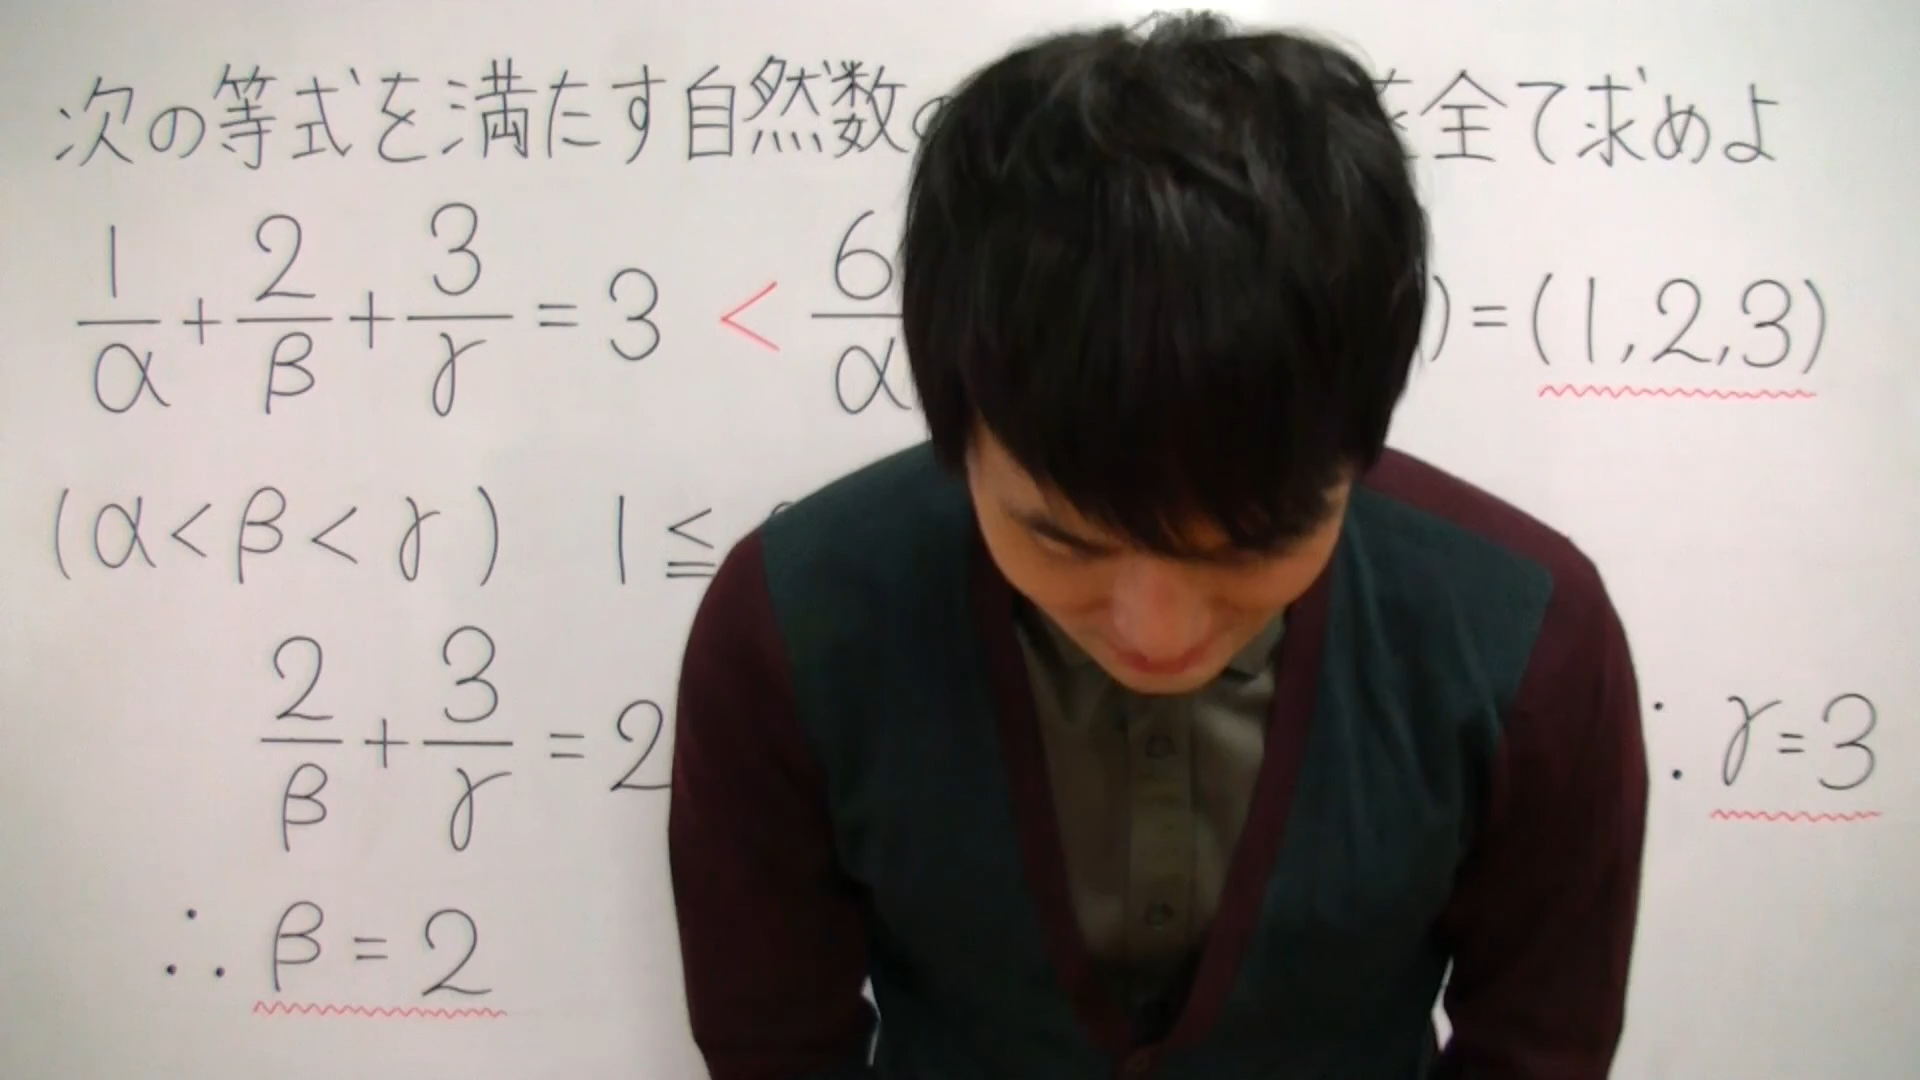 次の等式を満たす自然数の を全て求めよ
1/α + 2/β + 3/γ = 3 < 6/α ) = (1,2,3)
(α<β<γ) 1≦
2/β + 3/γ = 2 ∴ γ=3
∴ β=2